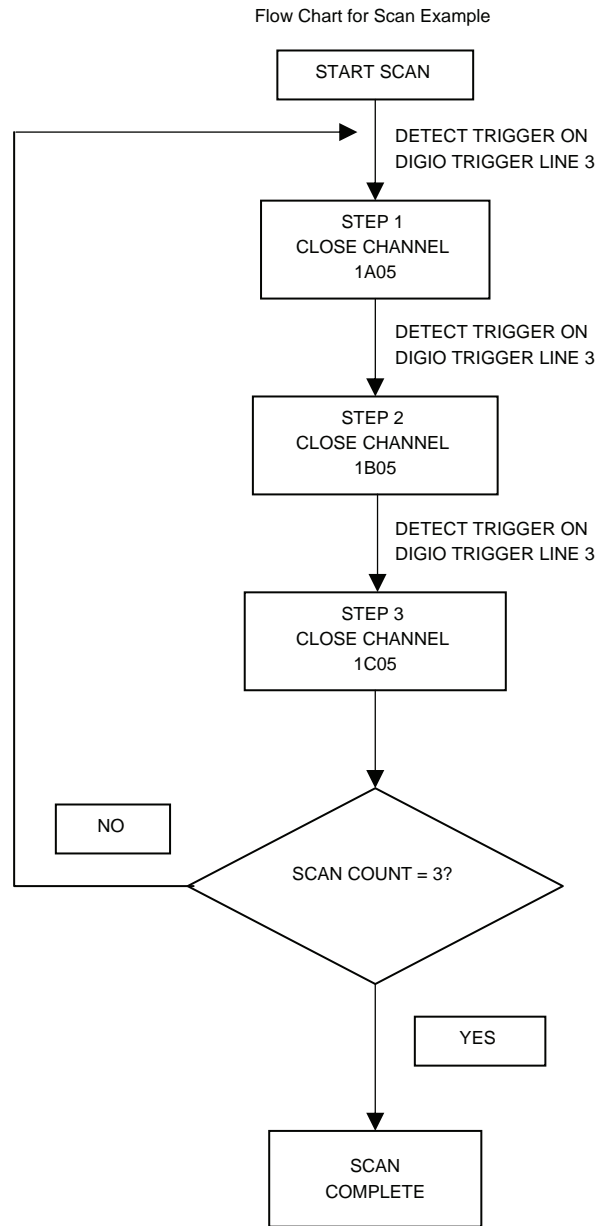 Flow Chart for Scan Example
START SCAN
DETECT TRIGGER ON
DIGIO TRIGGER LINE 3
STEP 1
CLOSE CHANNEL
1A05
DETECT TRIGGER ON
DIGIO TRIGGER LINE 3
STEP 2
CLOSE CHANNEL
1B05
DETECT TRIGGER ON
DIGIO TRIGGER LINE 3
STEP 3
CLOSE CHANNEL
1C05
NO
SCAN COUNT = 3?
YES
SCAN
COMPLETE